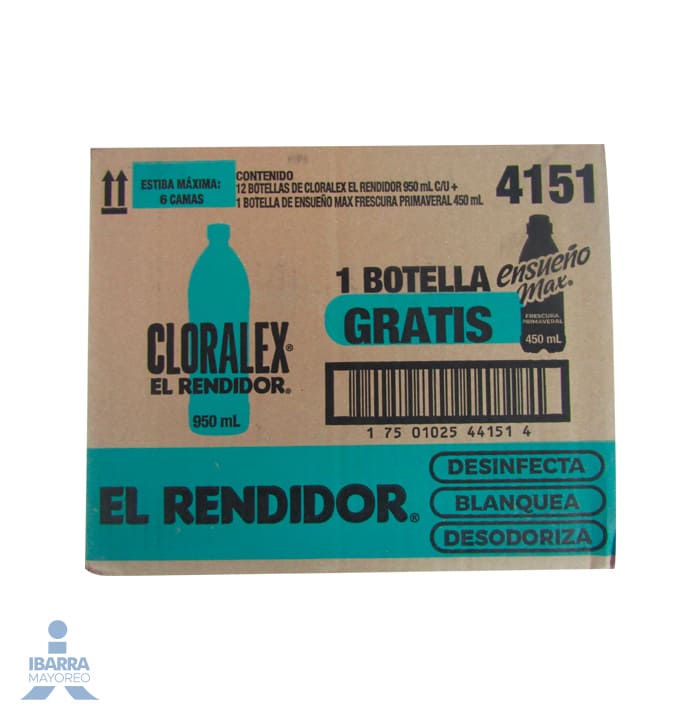 ESTIBA MÁXIMA:
6 CAMAS
CONTENIDO
12 BOTELLAS DE CLORALEX EL RENDIDOR 950 mL C/U +
1 BOTELLA DE ENSUEÑO MAX FRESCURA PRIMAVERAL 450 mL
4151
1 BOTELLA
GRATIS
ensueño
Max®
FRESCURA
PRIMAVERAL
450 mL
CLORALEX®
EL RENDIDOR®
950 mL
1 75 01025 44151 4
EL RENDIDOR®
DESINFECTA
BLANQUEA
DESODORIZA
IBARRA
MAYOREO